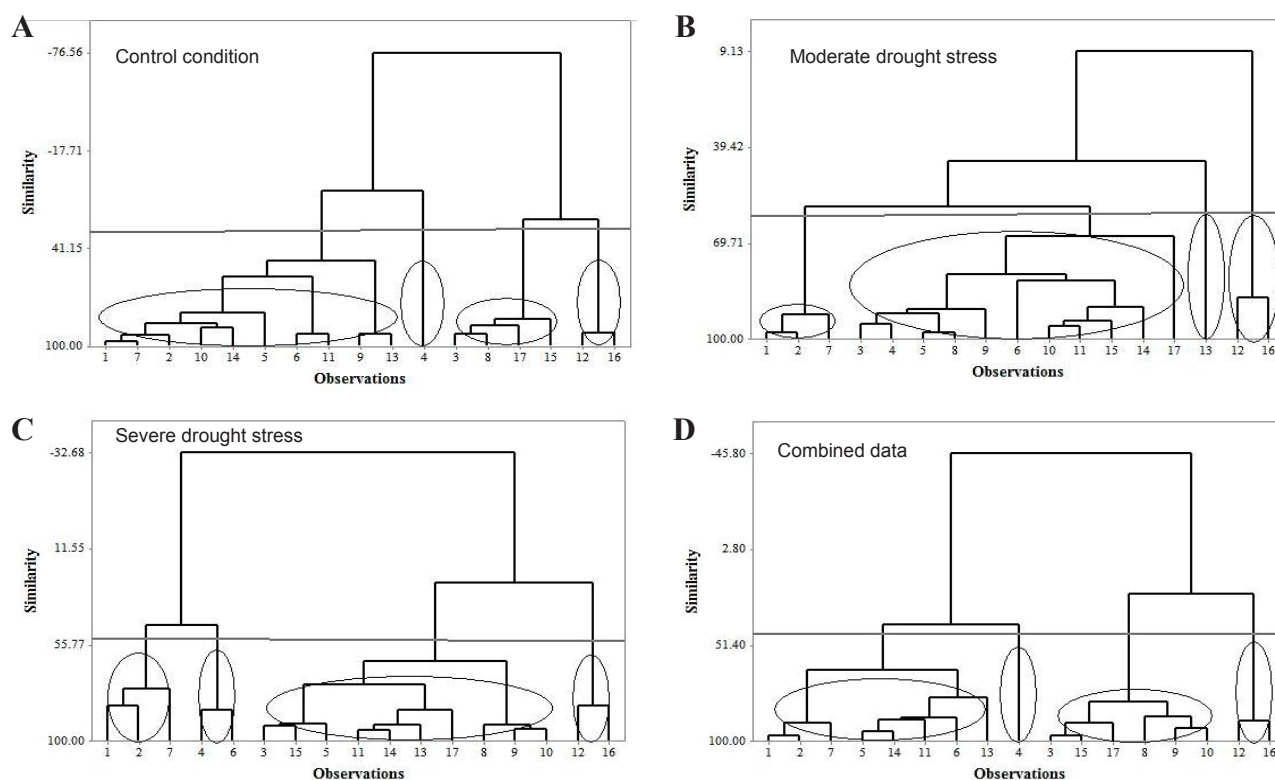 A
Control condition
-76.56
-17.71
41.15
100.00
Similarity
1 7 2 10 14 5 6 11 9 13 4 3 8 17 15 12 16
Observations
B
Moderate drought stress
9.13
39.42
69.71
100.00
Similarity
1 2 7 3 4 5 8 9 6 10 11 15 14 17 13 12 16
Observations
C
Severe drought stress
-32.68
11.55
55.77
100.00
Similarity
1 2 7 4 6 3 15 5 11 14 13 17 8 9 10 12 16
Observations
D
Combined data
-45.80
2.80
51.40
100.00
Similarity
1 2 7 5 14 11 6 13 4 3 15 17 8 9 10 12 16
Observations